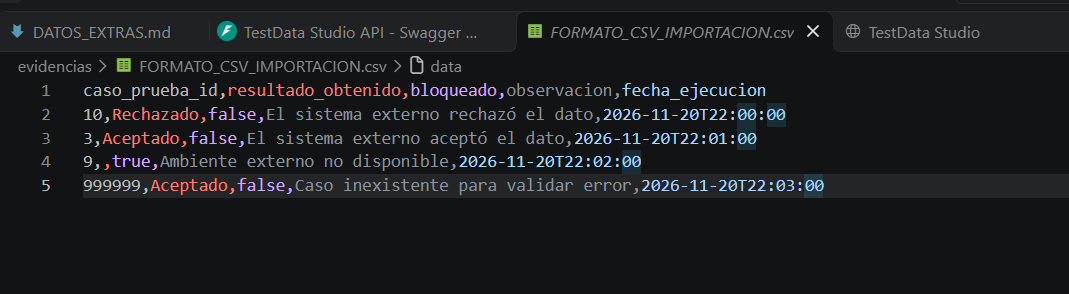 DATOS_EXTRAS.md TestData Studio API - Swagger ... FORMATO_CSV_IMPORTACION.csv TestData Studio
evidencias > FORMATO_CSV_IMPORTACION.csv > data
1 caso_prueba_id,resultado_obtenido,bloqueado,observacion,fecha_ejecucion
2 10,Rechazado,false,El sistema externo rechazó el dato,2026-11-20T22:00:00
3 3,Aceptado,false,El sistema externo aceptó el dato,2026-11-20T22:01:00
4 9,,true,Ambiente externo no disponible,2026-11-20T22:02:00
5 999999,Aceptado,false,Caso inexistente para validar error,2026-11-20T22:03:00